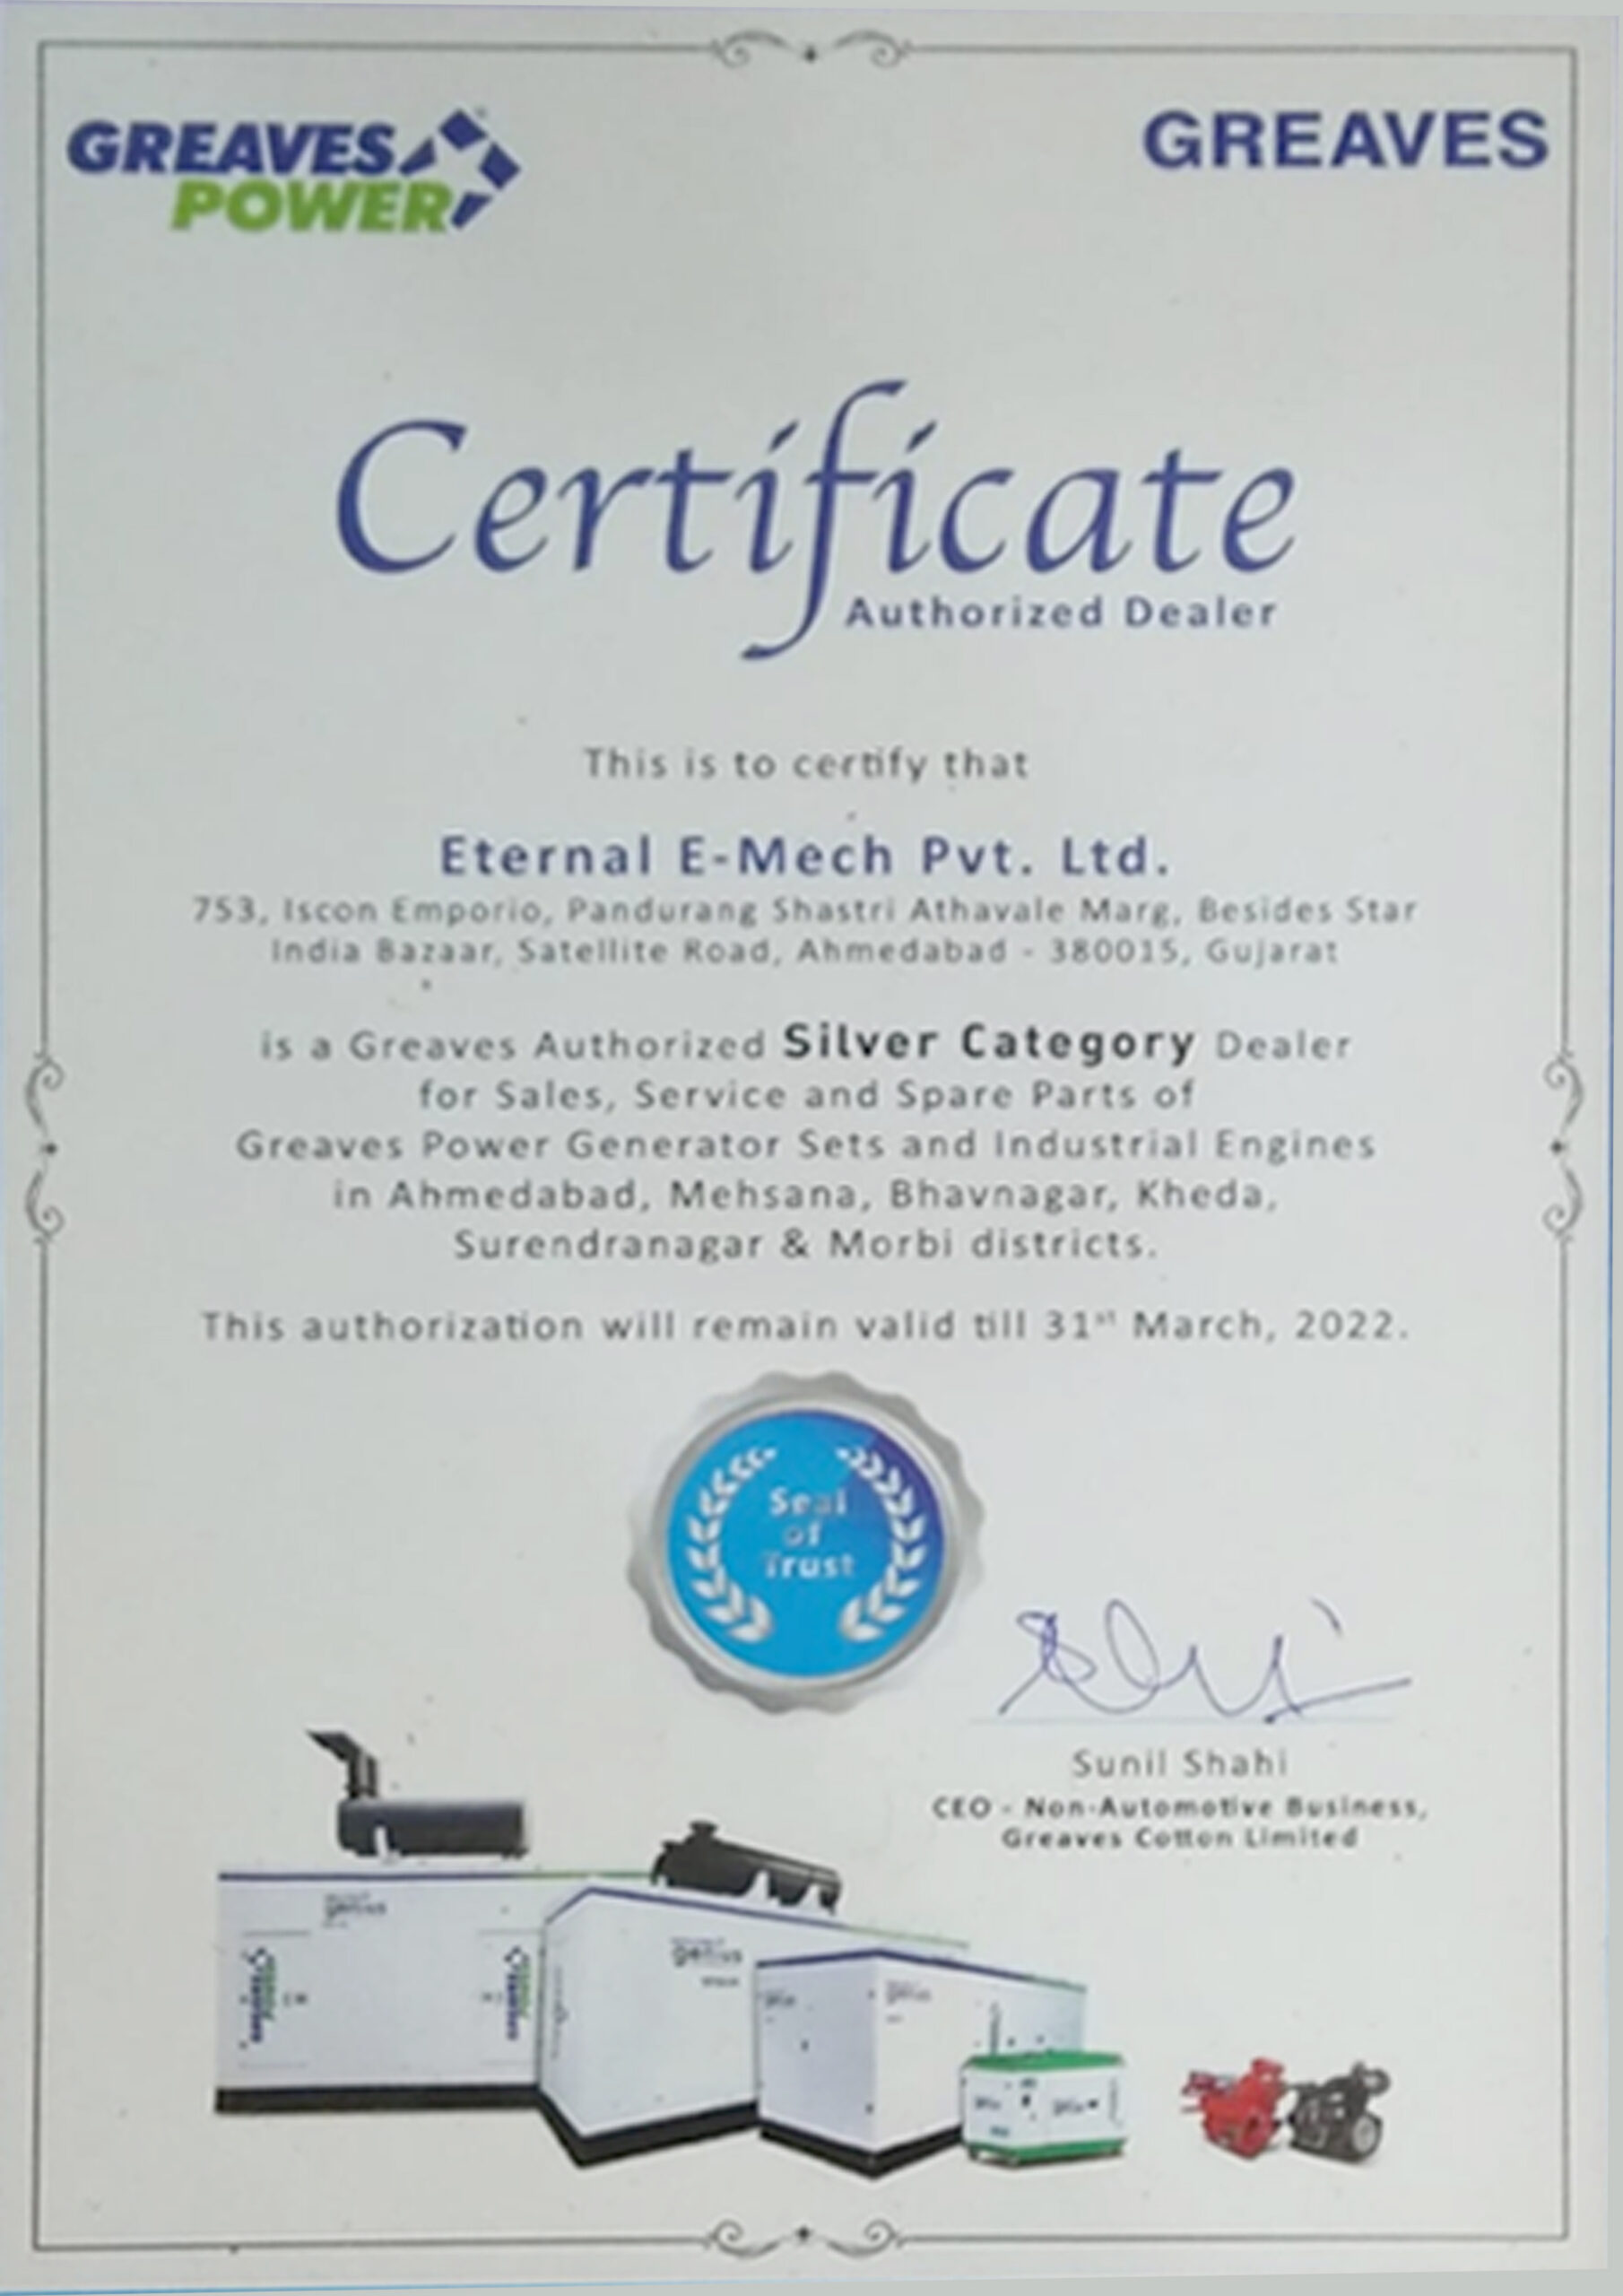 GREAVES
POWER
GREAVES
Certificate
Authorized Dealer
This is to certify that
Eternal E-Mech Pvt. Ltd.
753, Iscon Emporio, Pandurang Shastri Athavale Marg, Besides Star
India Bazaar, Satellite Road, Ahmedabad - 380015, Gujarat
is a Greaves Authorized Silver Category Dealer
for Sales, Service and Spare Parts of
Greaves Power Generator Sets and Industrial Engines
in Ahmedabad, Mehsana, Bhavnagar, Kheda,
Surendranagar & Morbi districts.
This authorization will remain valid till 31st March, 2022.
Seal
of
Trust
Sunil Shahi
CEO - Non-Automotive Business,
Greaves Cotton Limited
genius
genius